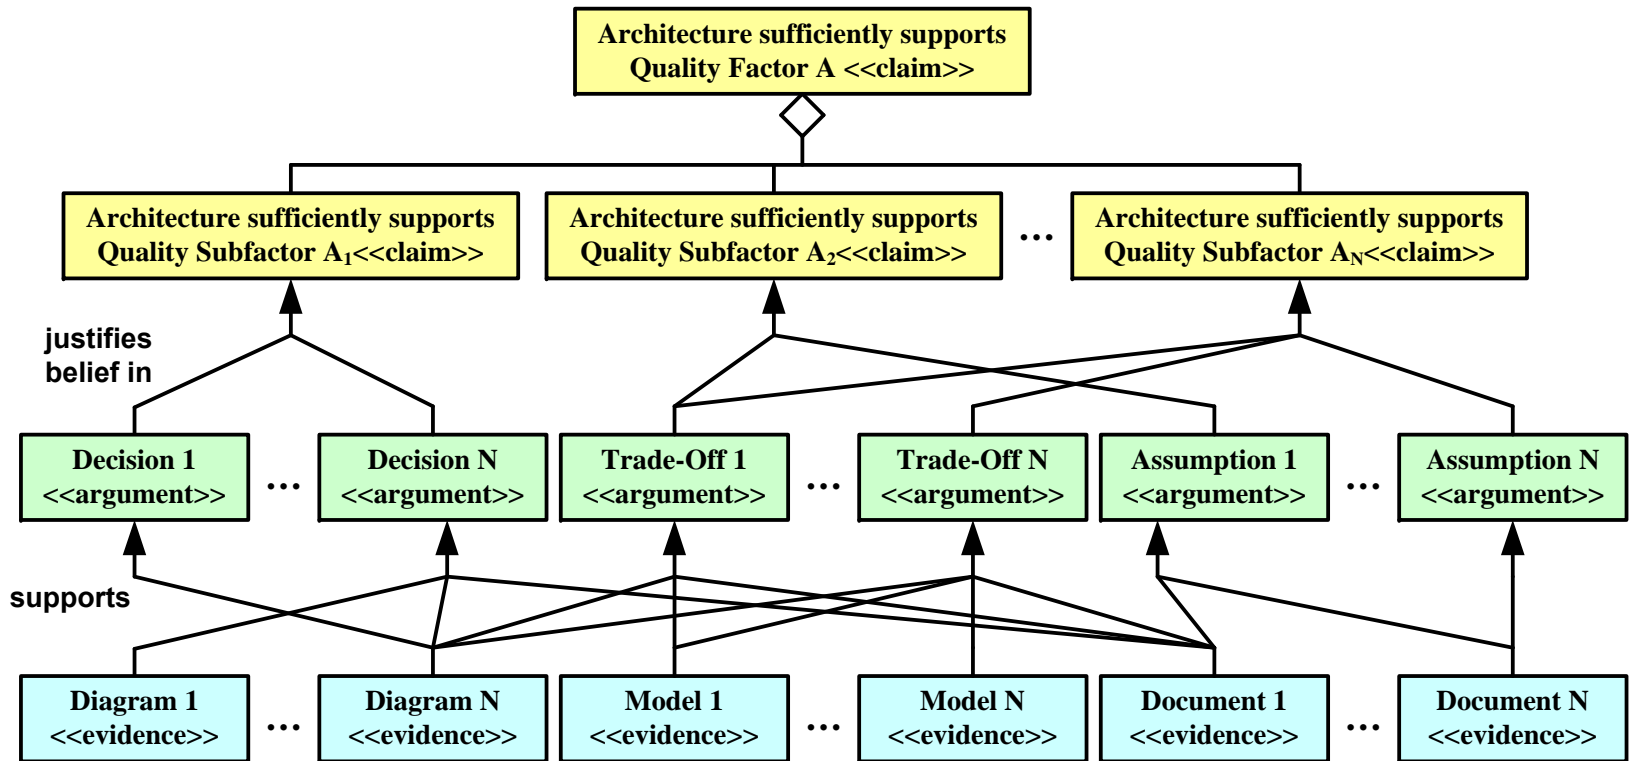 Architecture sufficiently supports
Quality Factor A <<claim>>
Architecture sufficiently supports
Quality Subfactor A₁<<claim>>
Architecture sufficiently supports
Quality Subfactor A₂<<claim>>
...
Architecture sufficiently supports
Quality Subfactor Aₙ<<claim>>
justifies
belief in
Decision 1
<<argument>>
...
Decision N
<<argument>>
Trade-Off 1
<<argument>>
...
Trade-Off N
<<argument>>
Assumption 1
<<argument>>
...
Assumption N
<<argument>>
supports
Diagram 1
<<evidence>>
...
Diagram N
<<evidence>>
Model 1
<<evidence>>
...
Model N
<<evidence>>
Document 1
<<evidence>>
...
Document N
<<evidence>>